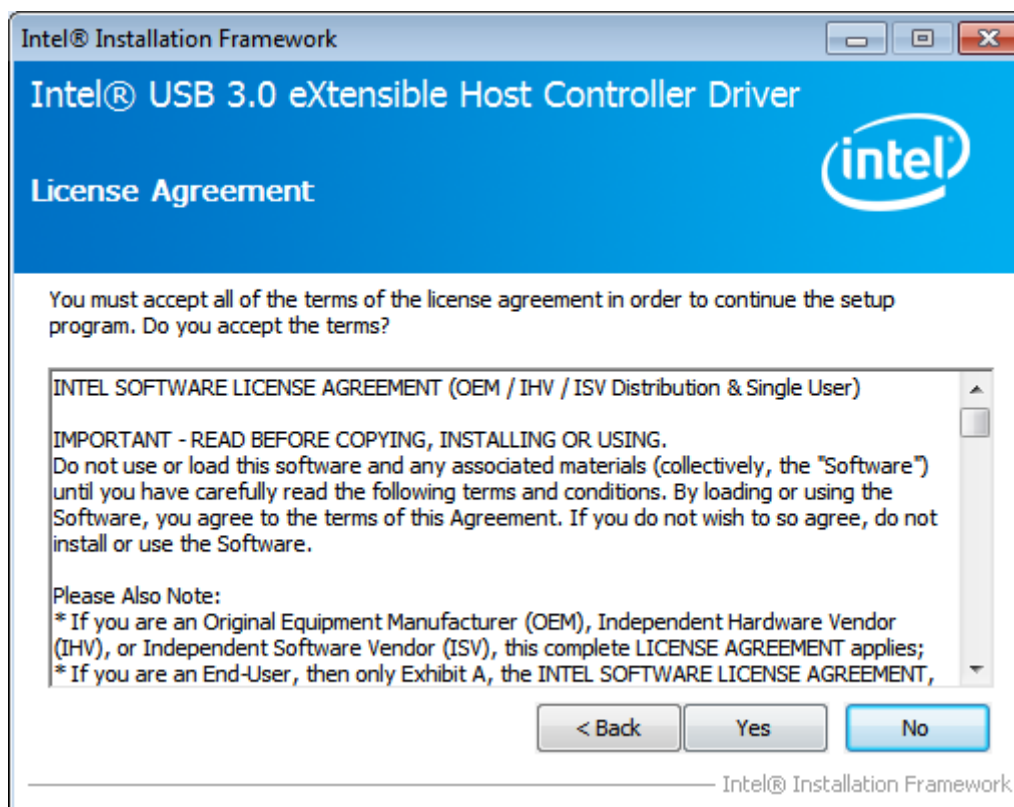 Intel® Installation Framework
Intel® USB 3.0 eXtensible Host Controller Driver
intel
License Agreement
You must accept all of the terms of the license agreement in order to continue the setup
program. Do you accept the terms?
INTEL SOFTWARE LICENSE AGREEMENT (OEM / IHV / ISV Distribution & Single User)
IMPORTANT - READ BEFORE COPYING, INSTALLING OR USING.
Do not use or load this software and any associated materials (collectively, the "Software")
until you have carefully read the following terms and conditions. By loading or using the
Software, you agree to the terms of this Agreement. If you do not wish to so agree, do not
install or use the Software.
Please Also Note:
* If you are an Original Equipment Manufacturer (OEM), Independent Hardware Vendor
(IHV), or Independent Software Vendor (ISV), this complete LICENSE AGREEMENT applies;
* If you are an End-User, then only Exhibit A, the INTEL SOFTWARE LICENSE AGREEMENT,
< Back Yes No
Intel® Installation Framework